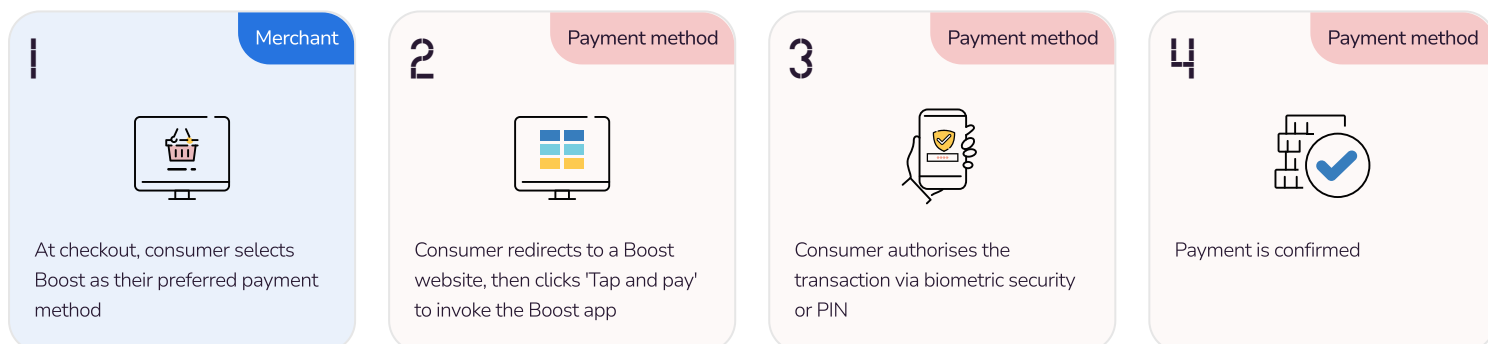 1
Merchant
At checkout, consumer selects
Boost as their preferred payment
method
2
Payment method
Consumer redirects to a Boost
website, then clicks 'Tap and pay'
to invoke the Boost app
3
Payment method
Consumer authorises the
transaction via biometric security
or PIN
4
Payment method
Payment is confirmed